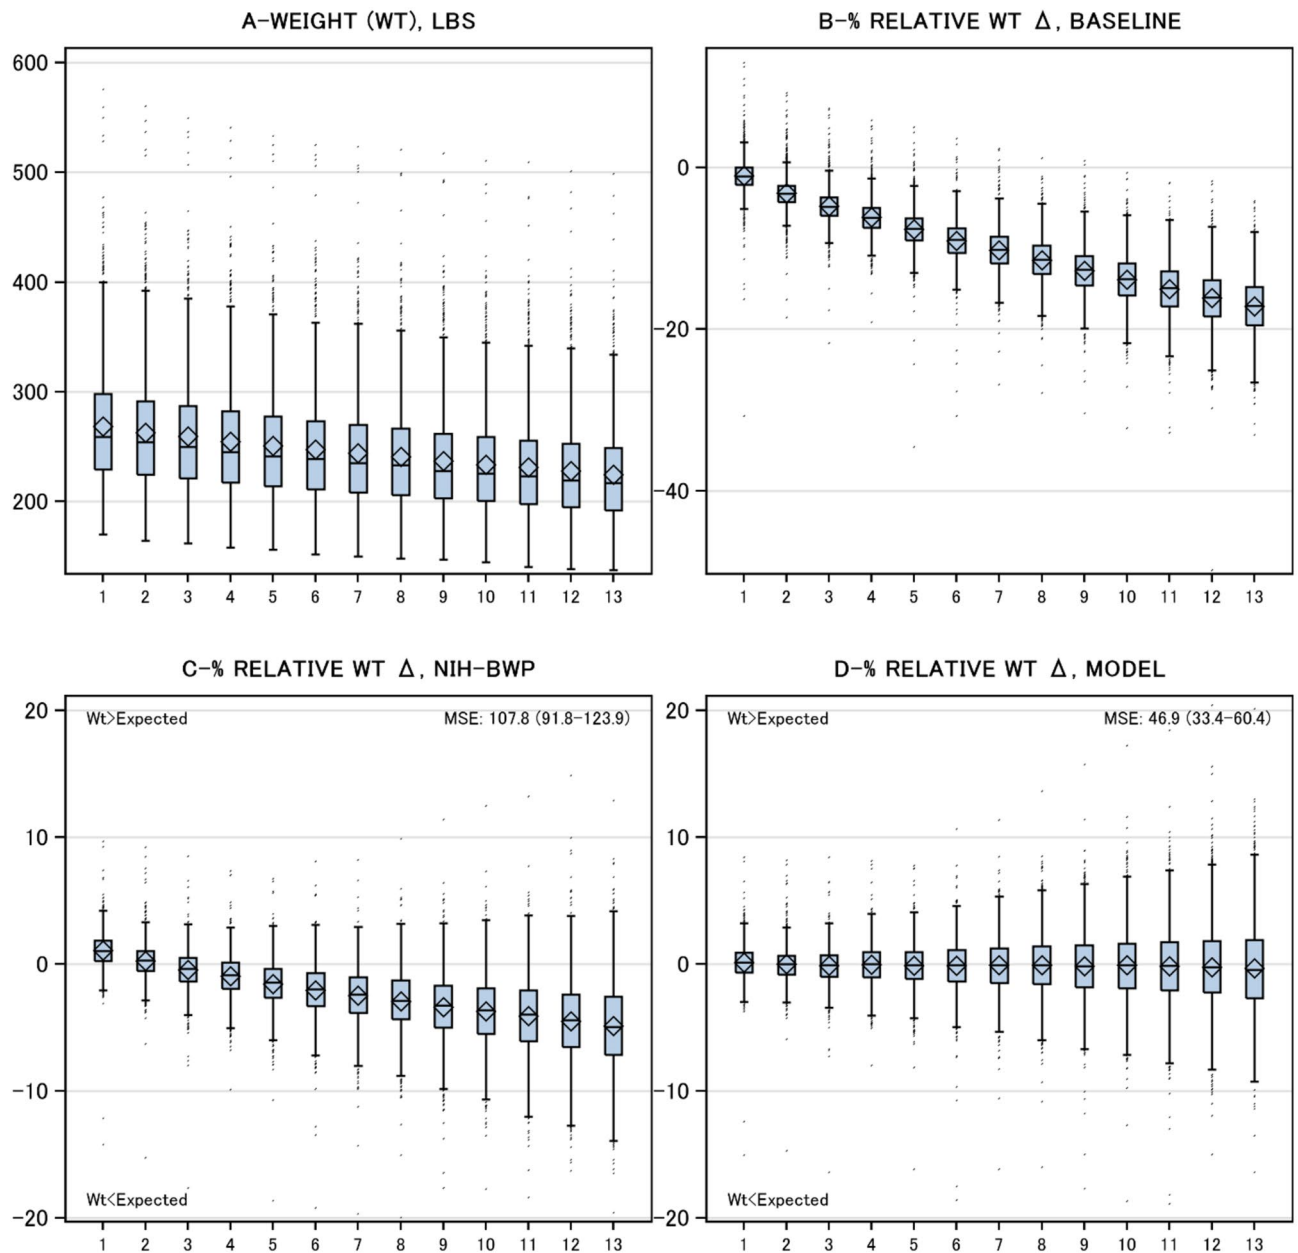 A-WEIGHT (WT), LBS
600
500
400
300
200
1 2 3 4 5 6 7 8 9 10 11 12 13
B-% RELATIVE WT Δ, BASELINE
0
-20
-40
1 2 3 4 5 6 7 8 9 10 11 12 13
C-% RELATIVE WT Δ, NIH-BWP
Wt>Expected
MSE: 107.8 (91.8-123.9)
20
10
0
-10
-20
Wt<Expected
1 2 3 4 5 6 7 8 9 10 11 12 13
D-% RELATIVE WT Δ, MODEL
Wt>Expected
MSE: 46.9 (33.4-60.4)
20
10
0
-10
-20
Wt<Expected
1 2 3 4 5 6 7 8 9 10 11 12 13